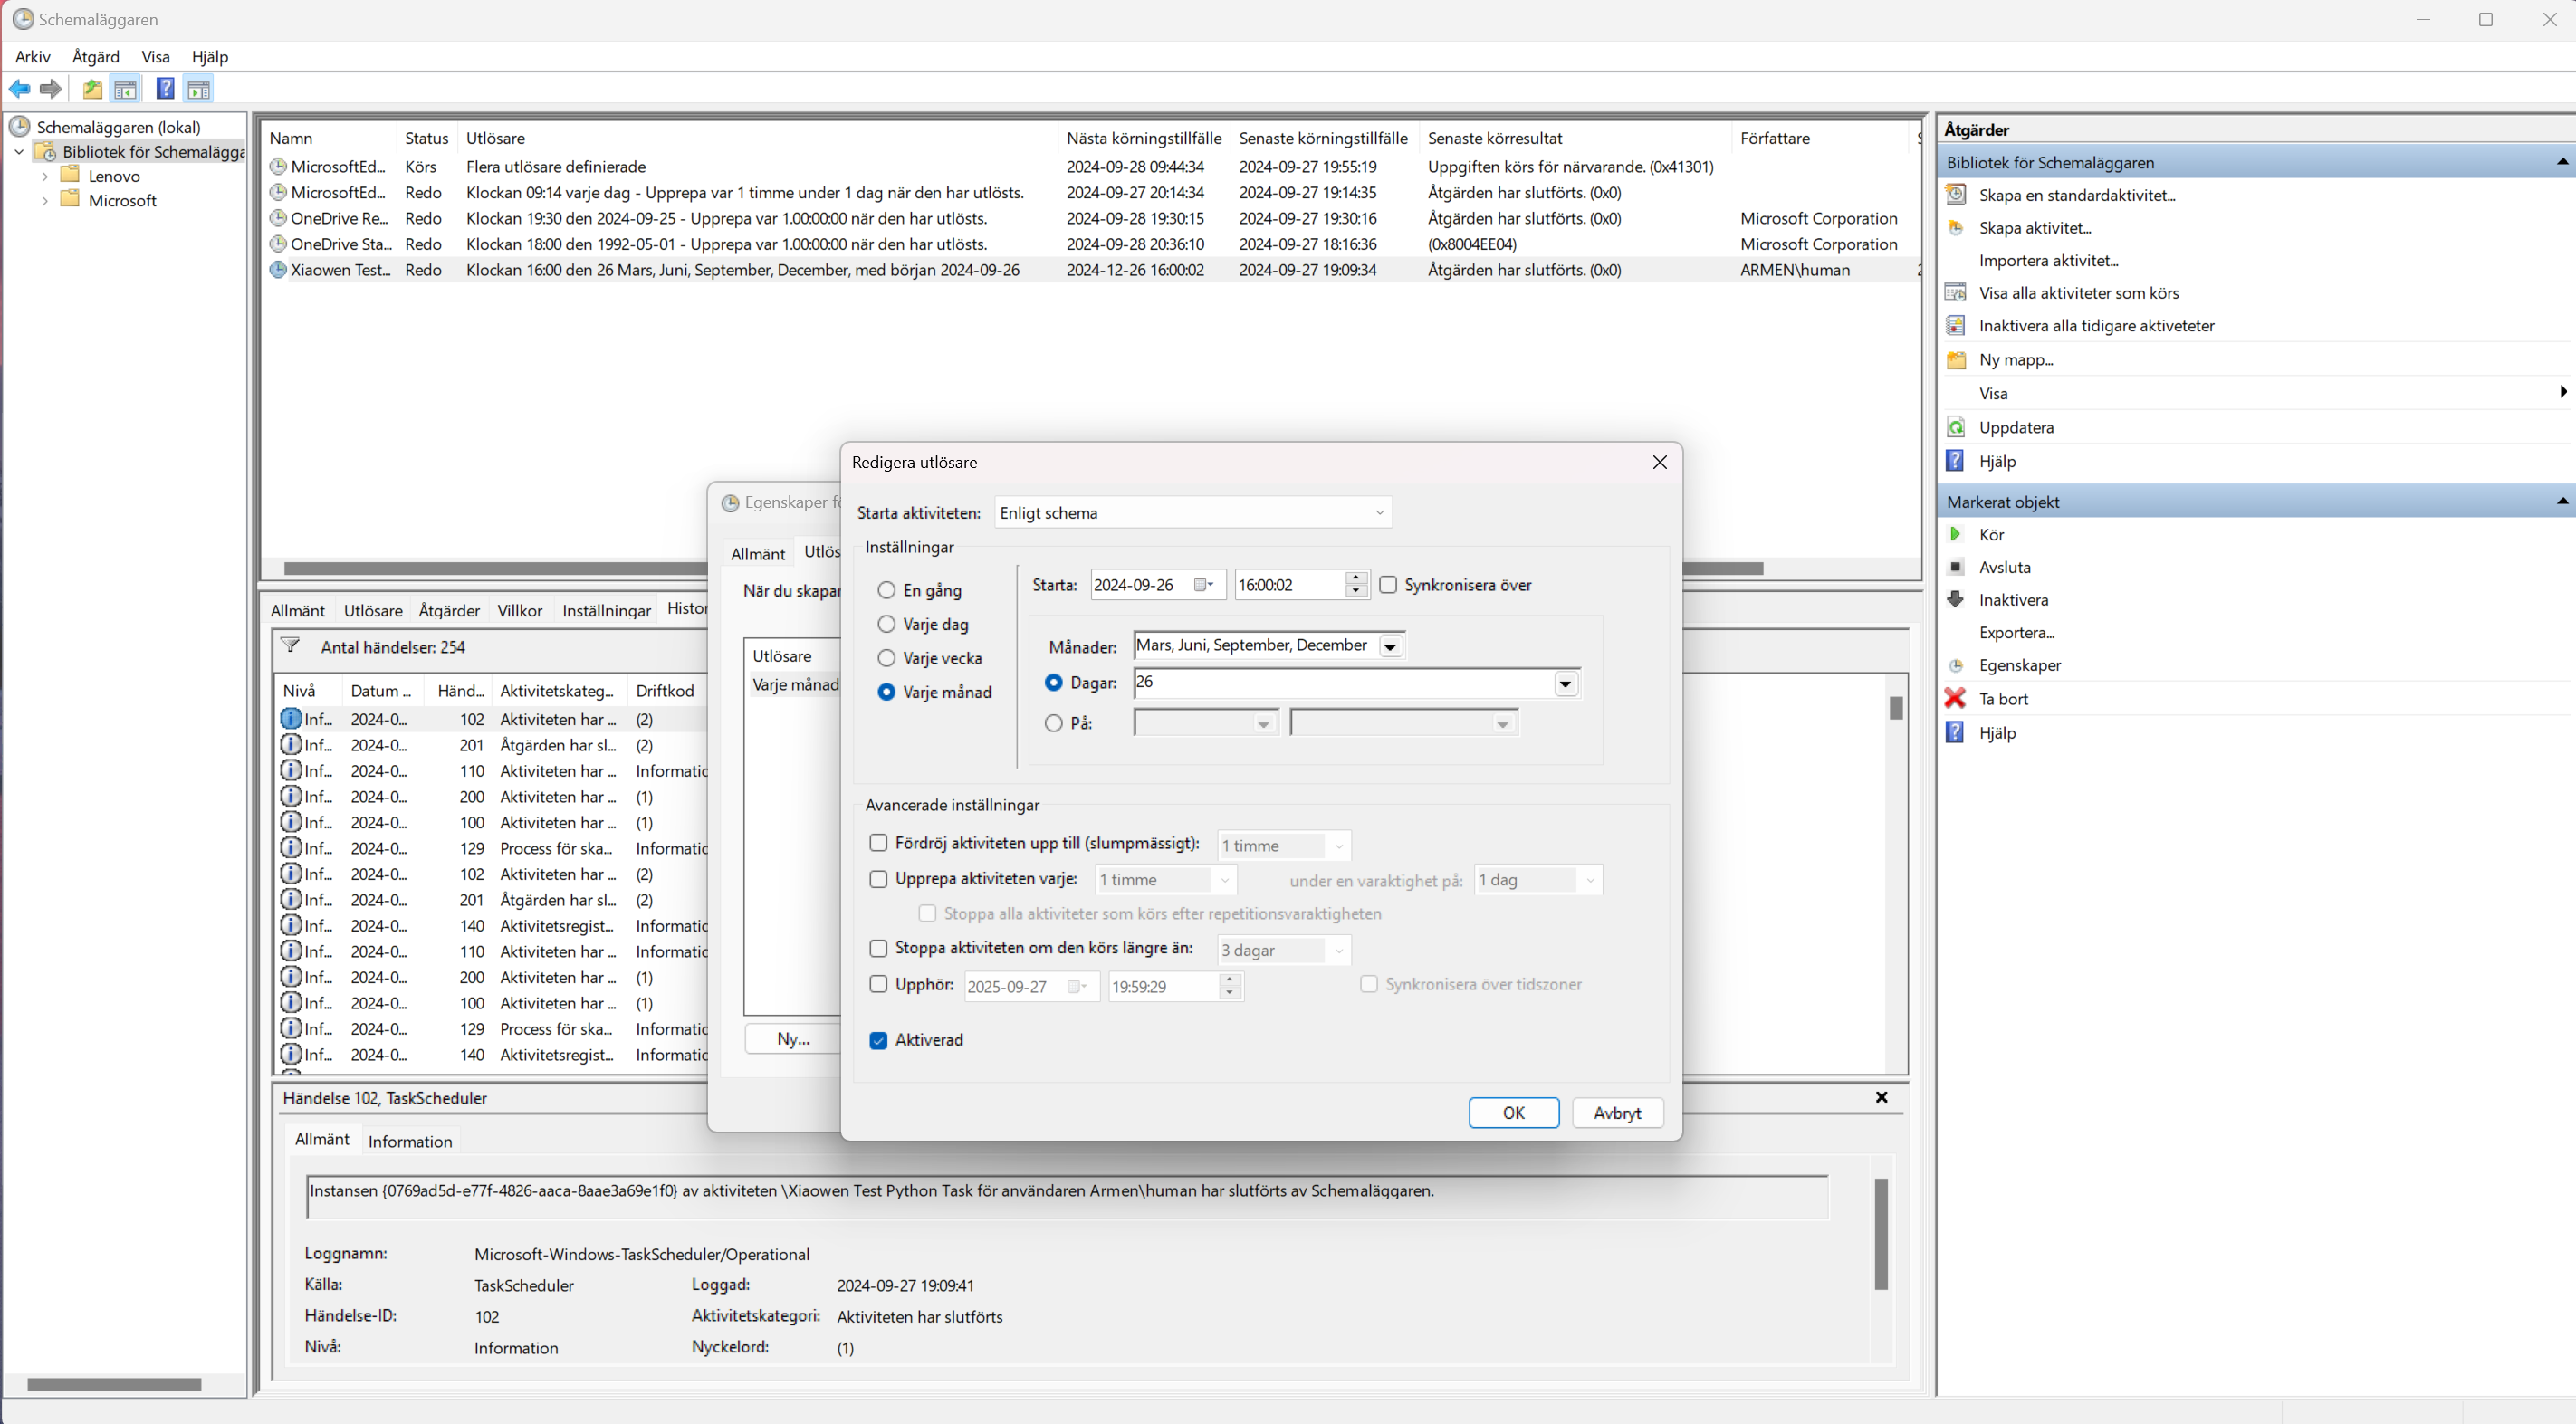 Schemaläggaren
Arkiv Åtgärd Visa Hjälp
Schemaläggaren (lokal)
Bibliotek för Schemalägga
Lenovo
Microsoft
Namn Status Utlösare Nästa körningstillfälle Senaste körningstillfälle Senaste körresultat Författare
MicrosoftEd... Körs Flera utlösare definierade 2024-09-28 09:44:34 2024-09-27 19:55:19 Uppgiften körs för närvarande. (0x41301)
MicrosoftEd... Redo Klockan 09:14 varje dag - Upprepa var 1 timme under 1 dag när den har utlösts. 2024-09-27 20:14:34 2024-09-27 19:14:35 Åtgärden har slutförts. (0x0)
OneDrive Re... Redo Klockan 19:30 den 2024-09-25 - Upprepa var 1.00:00:00 när den har utlösts. 2024-09-28 19:30:15 2024-09-27 19:30:16 Åtgärden har slutförts. (0x0) Microsoft Corporation
OneDrive Sta... Redo Klockan 18:00 den 1992-05-01 - Upprepa var 1.00:00:00 när den har utlösts. 2024-09-28 20:36:10 2024-09-27 18:16:36 (0x8004EE04) Microsoft Corporation
Xiaowen Test... Redo Klockan 16:00 den 26 Mars, Juni, September, December, med början 2024-09-26 2024-12-26 16:00:02 2024-09-27 19:09:34 Åtgärden har slutförts. (0x0) ARMEN\human
Allmänt Utlösare Åtgärder Villkor Inställningar Histor
Antal händelser: 254
Nivå Datum ... Händ... Aktivitetskateg... Driftkod
Inf... 2024-0... 102 Aktiviteten har ... (2)
Inf... 2024-0... 201 Åtgärden har sl... (2)
Inf... 2024-0... 110 Aktiviteten har ... Informatic
Inf... 2024-0... 200 Aktiviteten har ... (1)
Inf... 2024-0... 100 Aktiviteten har ... (1)
Inf... 2024-0... 129 Process för ska... Informatic
Inf... 2024-0... 102 Aktiviteten har ... (2)
Inf... 2024-0... 201 Åtgärden har sl... (2)
Inf... 2024-0... 140 Aktivitetsregist... Informatic
Inf... 2024-0... 110 Aktiviteten har ... Informatic
Inf... 2024-0... 200 Aktiviteten har ... (1)
Inf... 2024-0... 100 Aktiviteten har ... (1)
Inf... 2024-0... 129 Process för ska... Informatic
Inf... 2024-0... 140 Aktivitetsregist... Informatic
Händelse 102, TaskScheduler
Allmänt Information
Instansen {0769ad5d-e77f-4826-aaca-8aae3a69e1f0} av aktiviteten \Xiaowen Test Python Task för användaren Armen\human har slutförts av Schemaläggaren.
Loggnamn: Microsoft-Windows-TaskScheduler/Operational
Källa: TaskScheduler Loggad: 2024-09-27 19:09:41
Händelse-ID: 102 Aktivitetskategori: Aktiviteten har slutförts
Nivå: Information Nyckelord: (1)
Egenskaper fö
Allmänt Utlös
När du skapar
Utlösare
Varje månad
Ny...
Redigera utlösare
Starta aktiviteten: Enligt schema
Inställningar
En gång
Varje dag
Varje vecka
Varje månad
Starta: 2024-09-26 16:00:02 Synkronisera över
Månader: Mars, Juni, September, December
Dagar: 26
På:
Avancerade inställningar
Fördröj aktiviteten upp till (slumpmässigt): 1 timme
Upprepa aktiviteten varje: 1 timme under en varaktighet på: 1 dag
Stoppa alla aktiviteter som körs efter repetitionsvaraktigheten
Stoppa aktiviteten om den körs längre än: 3 dagar
Upphör: 2025-09-27 19:59:29 Synkronisera över tidszoner
Aktiverad
OK Avbryt
Åtgärder
Bibliotek för Schemaläggaren
Skapa en standardaktivitet...
Skapa aktivitet...
Importera aktivitet...
Visa alla aktiviteter som körs
Inaktivera alla tidigare aktiveteter
Ny mapp...
Visa
Uppdatera
Hjälp
Markerat objekt
Kör
Avsluta
Inaktivera
Exportera...
Egenskaper
Ta bort
Hjälp